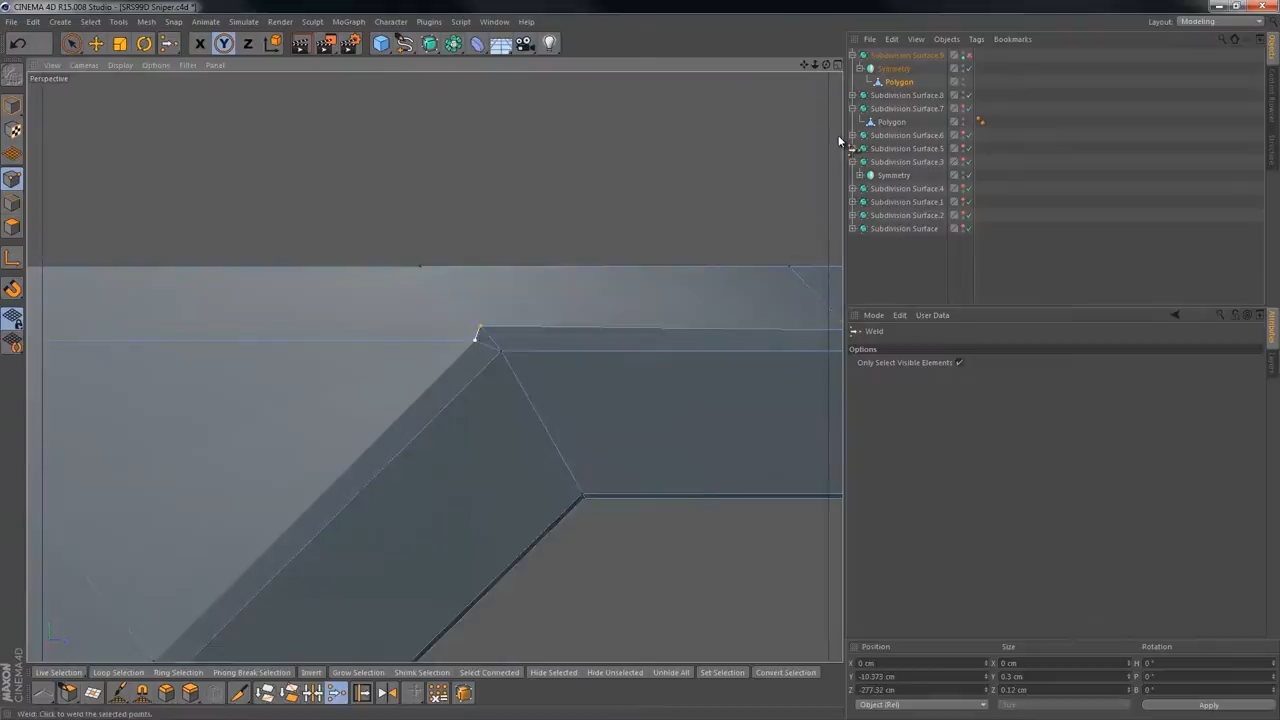 CINEMA 4D R15.008 Studio - [SRS99D Sniper.c4d *]
File Edit Create Select Tools Mesh Snap Animate Simulate Render Sculpt MoGraph Character Plugins Script Window Help
Layout: Modeling
X Y Z
File Edit View Objects Tags Bookmarks
View Cameras Display Options Filter Panel
Perspective
Subdivision Surface.9
Symmetry
Polygon
Subdivision Surface.8
Subdivision Surface.7
Polygon
Subdivision Surface.6
Subdivision Surface.5
Subdivision Surface.3
Symmetry
Subdivision Surface.4
Subdivision Surface.1
Subdivision Surface.2
Subdivision Surface
Objects
Content Browser
Structure
Mode Edit User Data
Weld
Options
Only Select Visible Elements
Attributes
Layers
Position Size Rotation
X 0 cm X 0 cm H 0 °
Y -10.373 cm Y 0.3 cm P 0 °
Z -277.32 cm Z 0.12 cm B 0 °
Object (Rel) Size Apply
Live Selection Loop Selection Ring Selection Phong Break Selection Invert Grow Selection Shrink Selection Select Connected Hide Selected Hide Unselected Unhide All Set Selection Convert Selection
MAXON
CINEMA 4D
Weld: Click to weld the selected points.